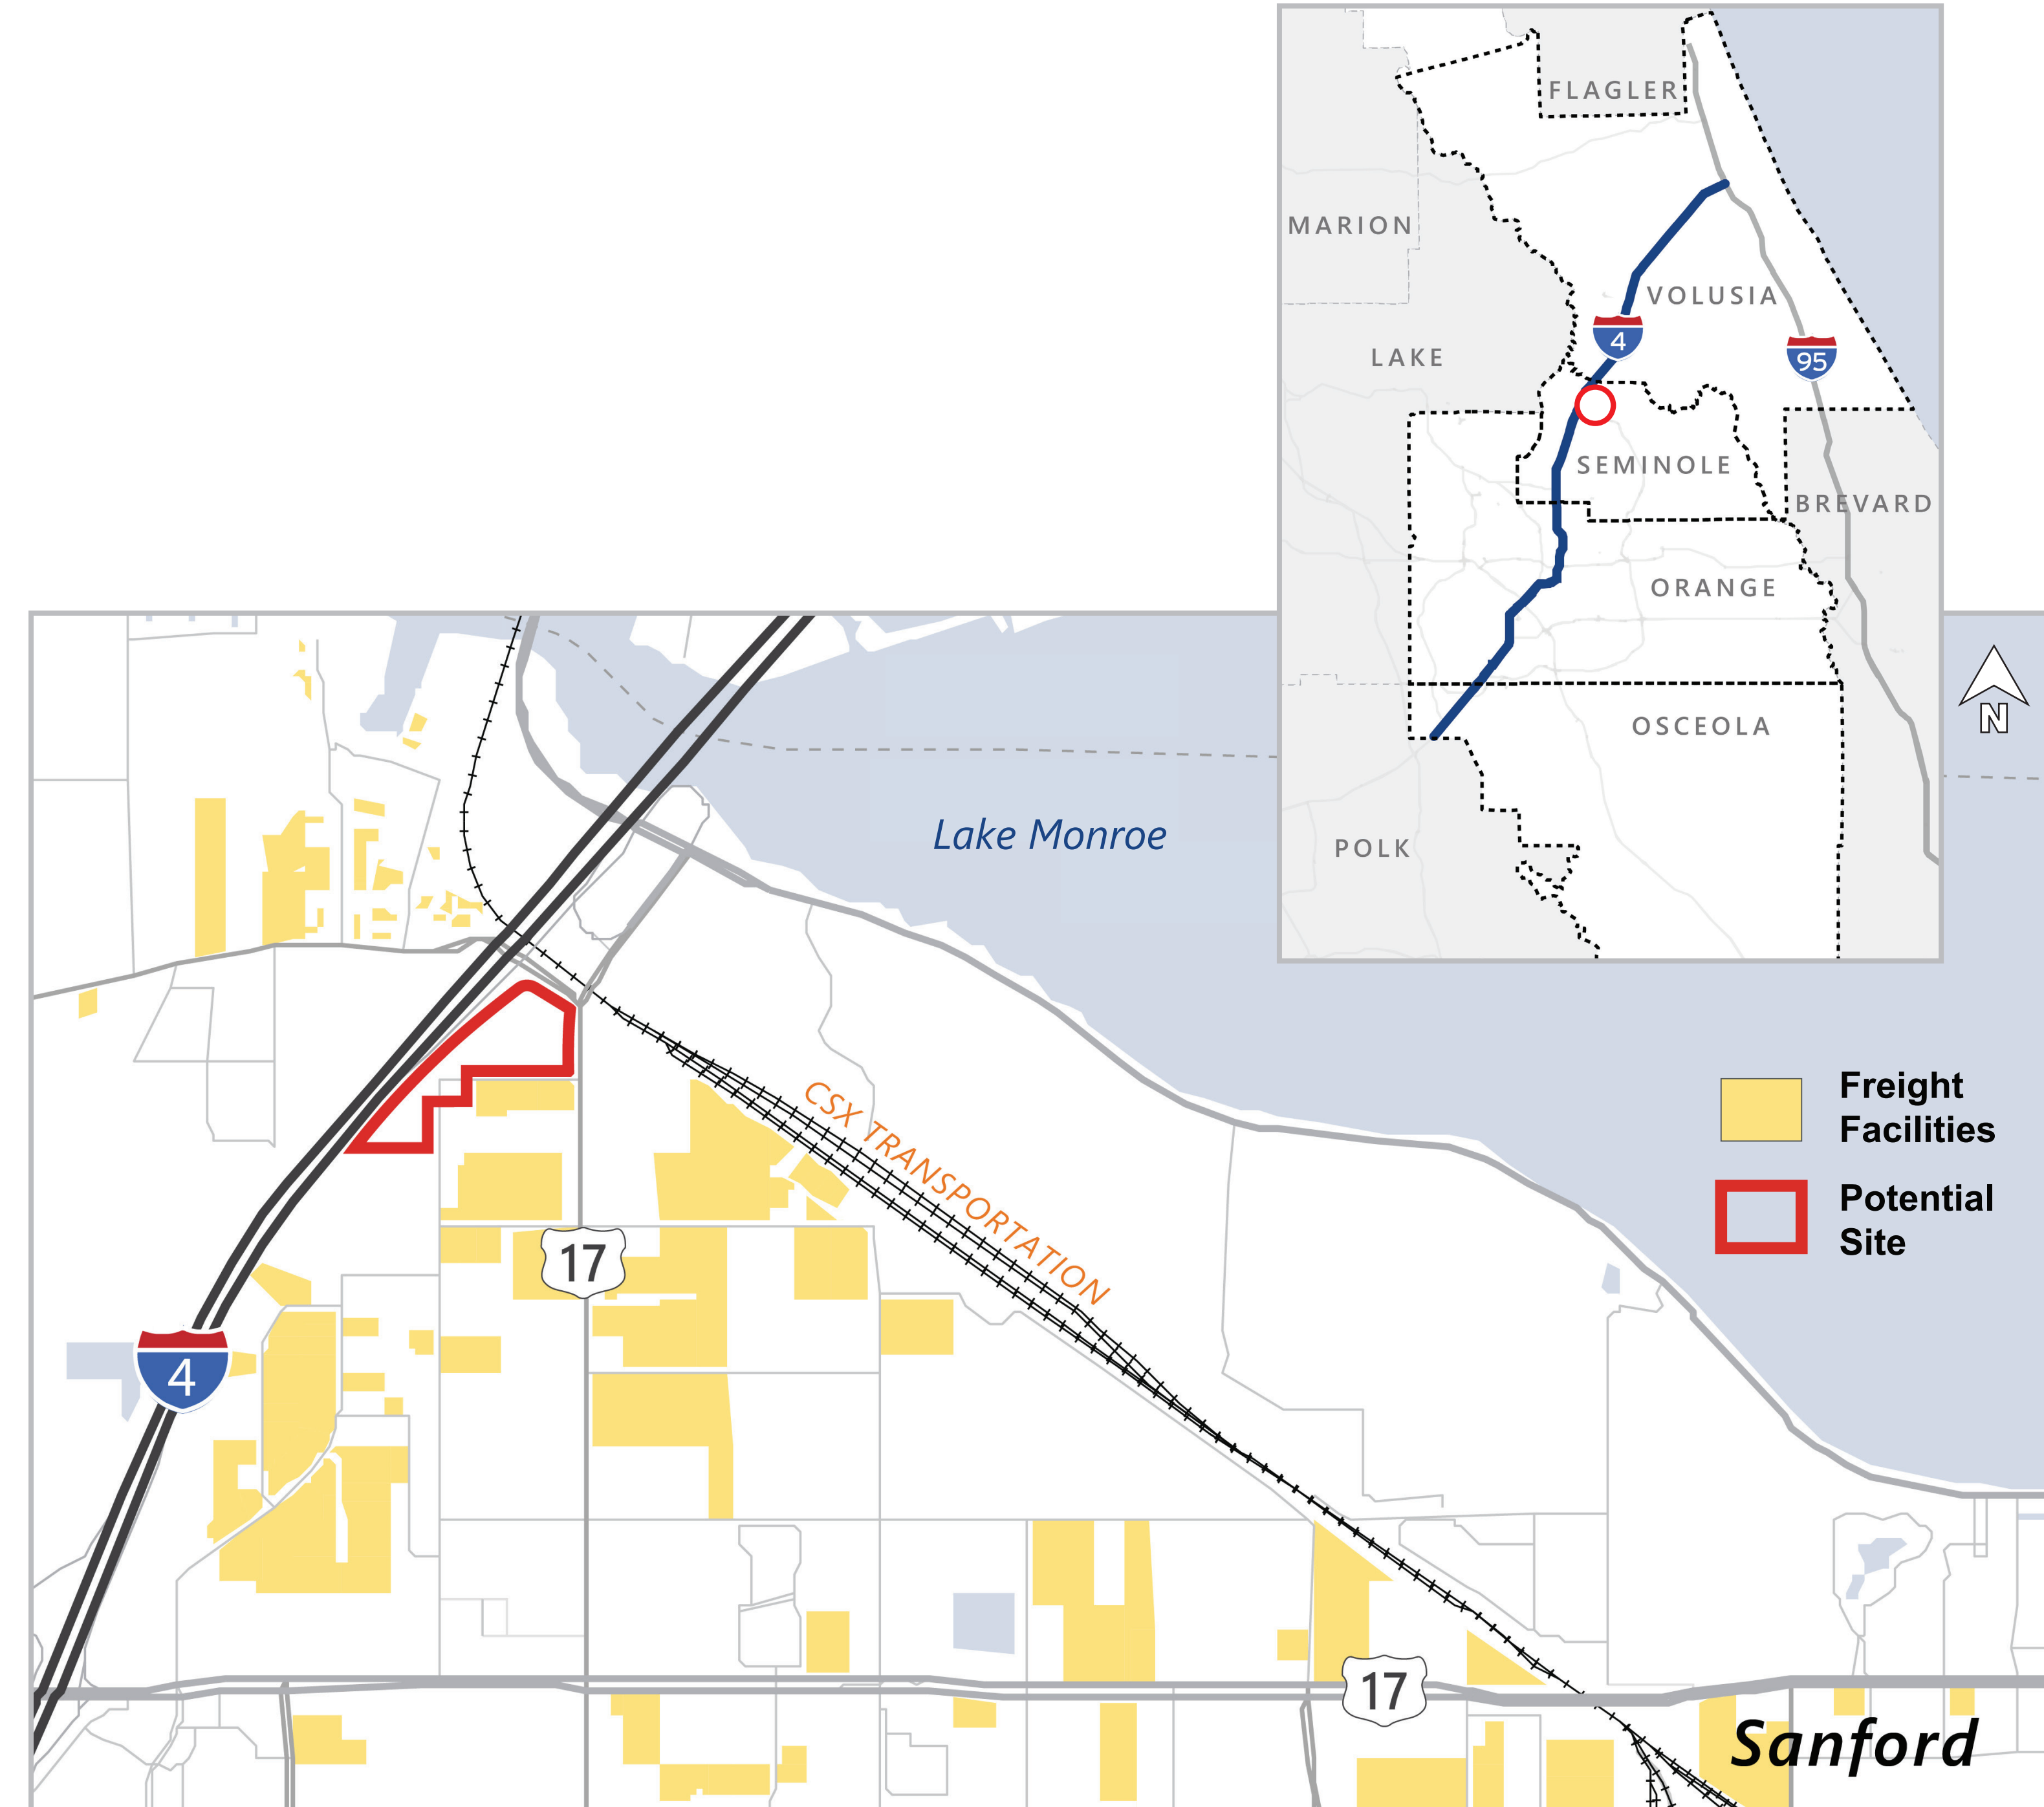 FLAGLER
MARION
VOLUSIA
4
LAKE
95
SEMINOLE
BREVARD
ORANGE
OSCEOLA
POLK
N
Lake Monroe
Freight
Facilities
Potential
Site
CSX TRANSPORTATION
17
4
17
Sanford